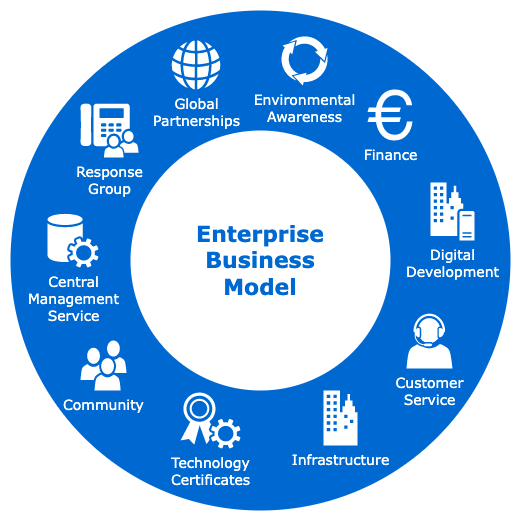 Enterprise
Business
Model
Environmental
Awareness
Finance
Digital
Development
Customer
Service
Infrastructure
Technology
Certificates
Community
Central
Management
Service
Response
Group
Global
Partnerships